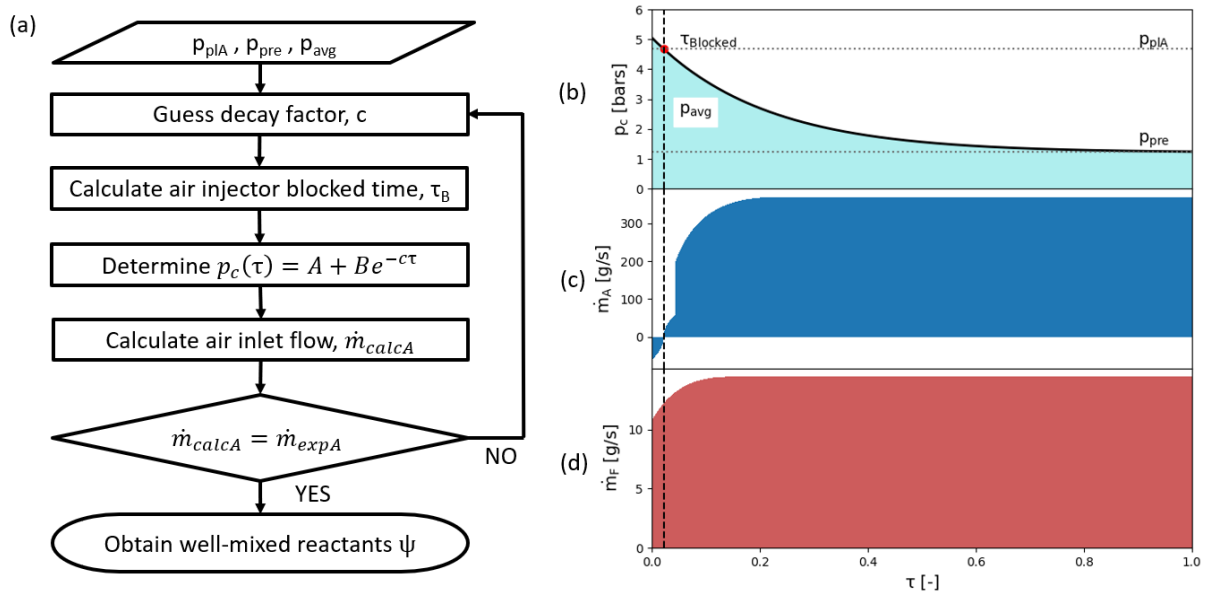 (a)
p_plA , p_pre , p_avg
Guess decay factor, c
Calculate air injector blocked time, τ_B
Determine p_c(τ) = A + Be^{−cτ}
Calculate air inlet flow, ṁ_calcA
ṁ_calcA = ṁ_expA
NO
YES
Obtain well-mixed reactants ψ
(b)
p_c [bars]
6
5
4
3
2
1
0
τ_Blocked
p_plA
p_avg
p_pre
(c)
ṁ_A [g/s]
300
200
100
0
(d)
ṁ_F [g/s]
10
5
0
0.0 0.2 0.4 0.6 0.8 1.0
τ [-]